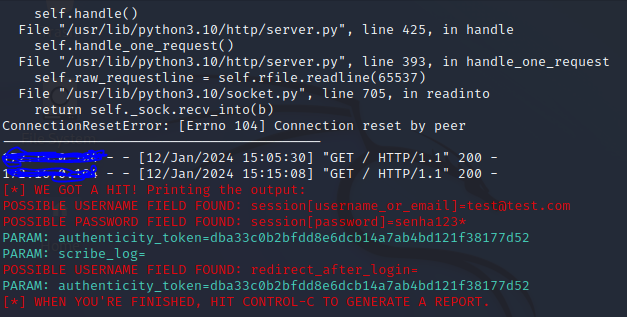 self.handle()
File "/usr/lib/python3.10/http/server.py", line 425, in handle
self.handle_one_request()
File "/usr/lib/python3.10/http/server.py", line 393, in handle_one_request
self.raw_requestline = self.rfile.readline(65537)
File "/usr/lib/python3.10/socket.py", line 705, in readinto
return self._sock.recv_into(b)
ConnectionResetError: [Errno 104] Connection reset by peer
----------------------------------------
- - [12/Jan/2024 15:05:30] "GET / HTTP/1.1" 200 -
- - [12/Jan/2024 15:15:08] "GET / HTTP/1.1" 200 -
[*] WE GOT A HIT! Printing the output:
POSSIBLE USERNAME FIELD FOUND: session[username_or_email]=test@test.com
POSSIBLE PASSWORD FIELD FOUND: session[password]=senha123*
PARAM: authenticity_token=dba33c0b2bfdd8e6dcb14a7ab4bd121f38177d52
PARAM: scribe_log=
POSSIBLE USERNAME FIELD FOUND: redirect_after_login=
PARAM: authenticity_token=dba33c0b2bfdd8e6dcb14a7ab4bd121f38177d52
[*] WHEN YOU'RE FINISHED, HIT CONTROL-C TO GENERATE A REPORT.